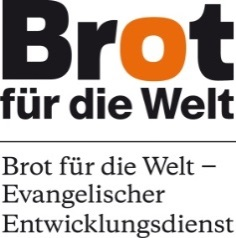 Brot
für die Welt
Brot für die Welt –
Evangelischer
Entwicklungsdienst